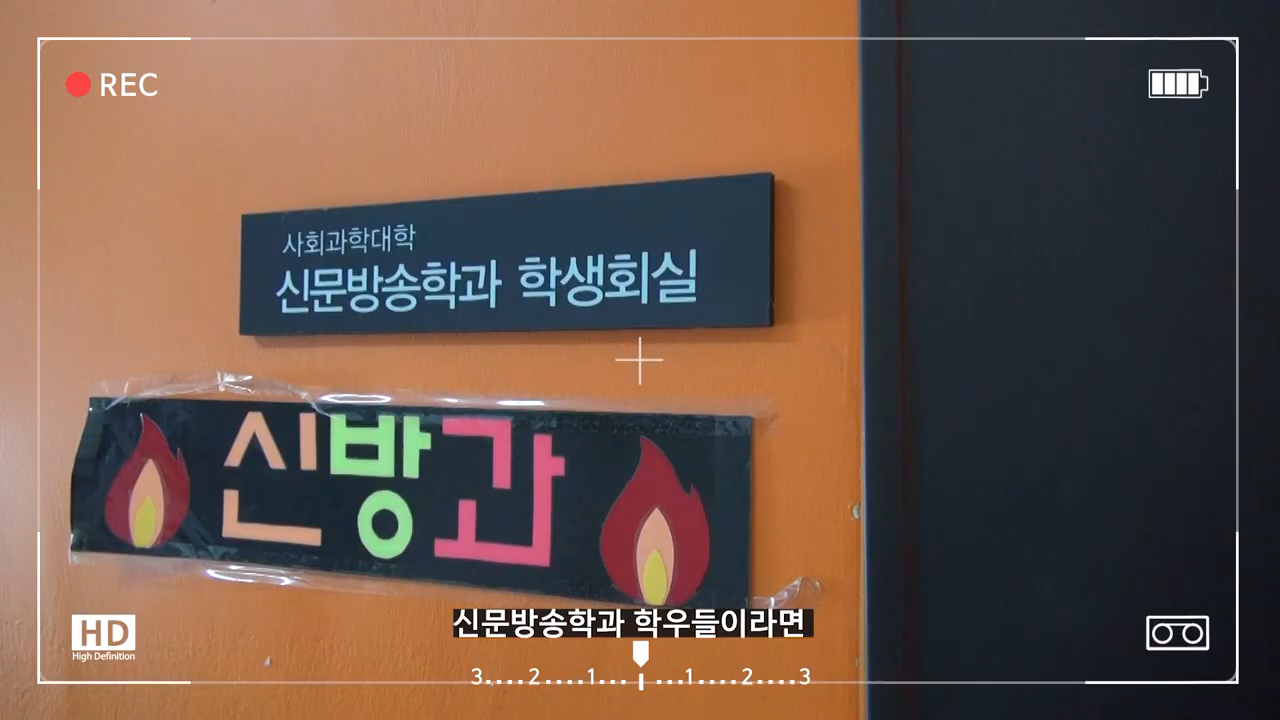 REC
사회과학대학
신문방송학과 학생회실
신방과
신문방송학과 학우들이라면
HD
High Definition
3....2....1... ...1....2....3